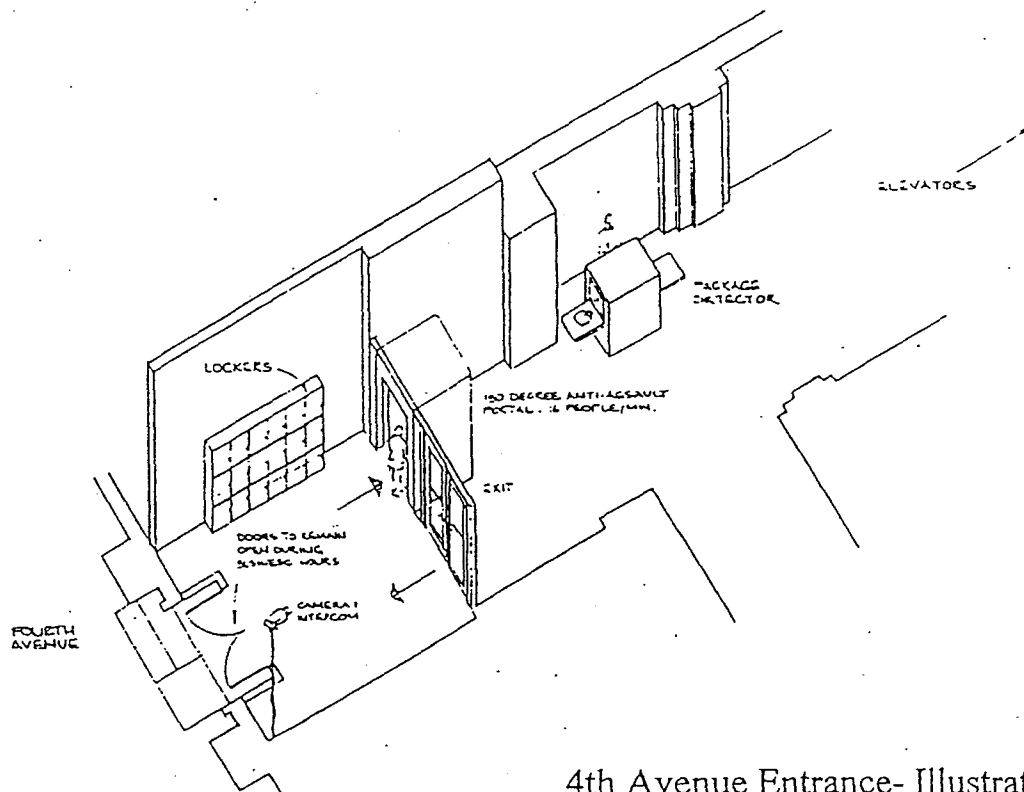 ELEVATORS
PACKAGE
DETECTOR
LOCKERS
DEGREE ANTI-ASSAULT
PORTAL. 16 PEOPLE/MIN.
EXIT
DOORS TO REMAIN
OPEN DURING
BUSINESS HOURS
CAMERA &
INTERCOM
FOURTH
AVENUE
4th Avenue Entrance- Illustrat